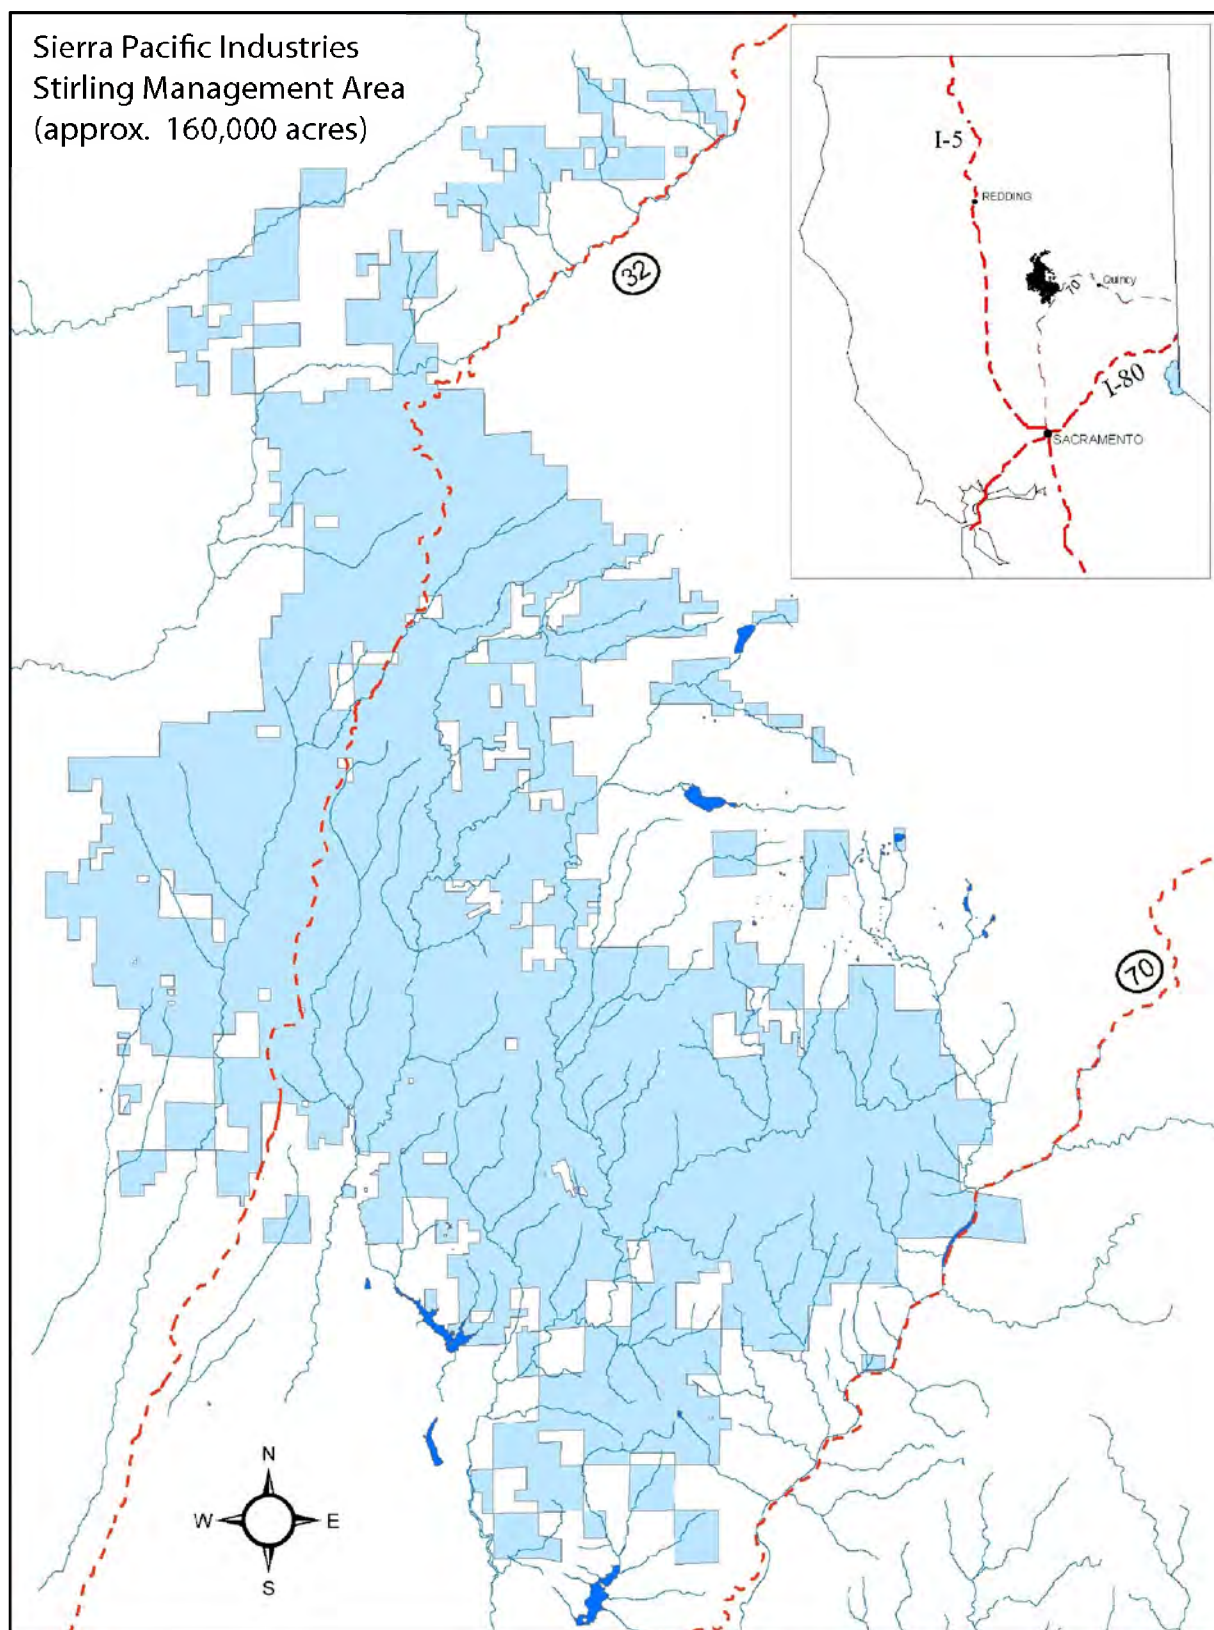 Sierra Pacific Industries
Stirling Management Area
(approx. 160,000 acres)
I-5
REDDING
32
70
Quincy
I-80
SACRAMENTO
70
N
W E
S